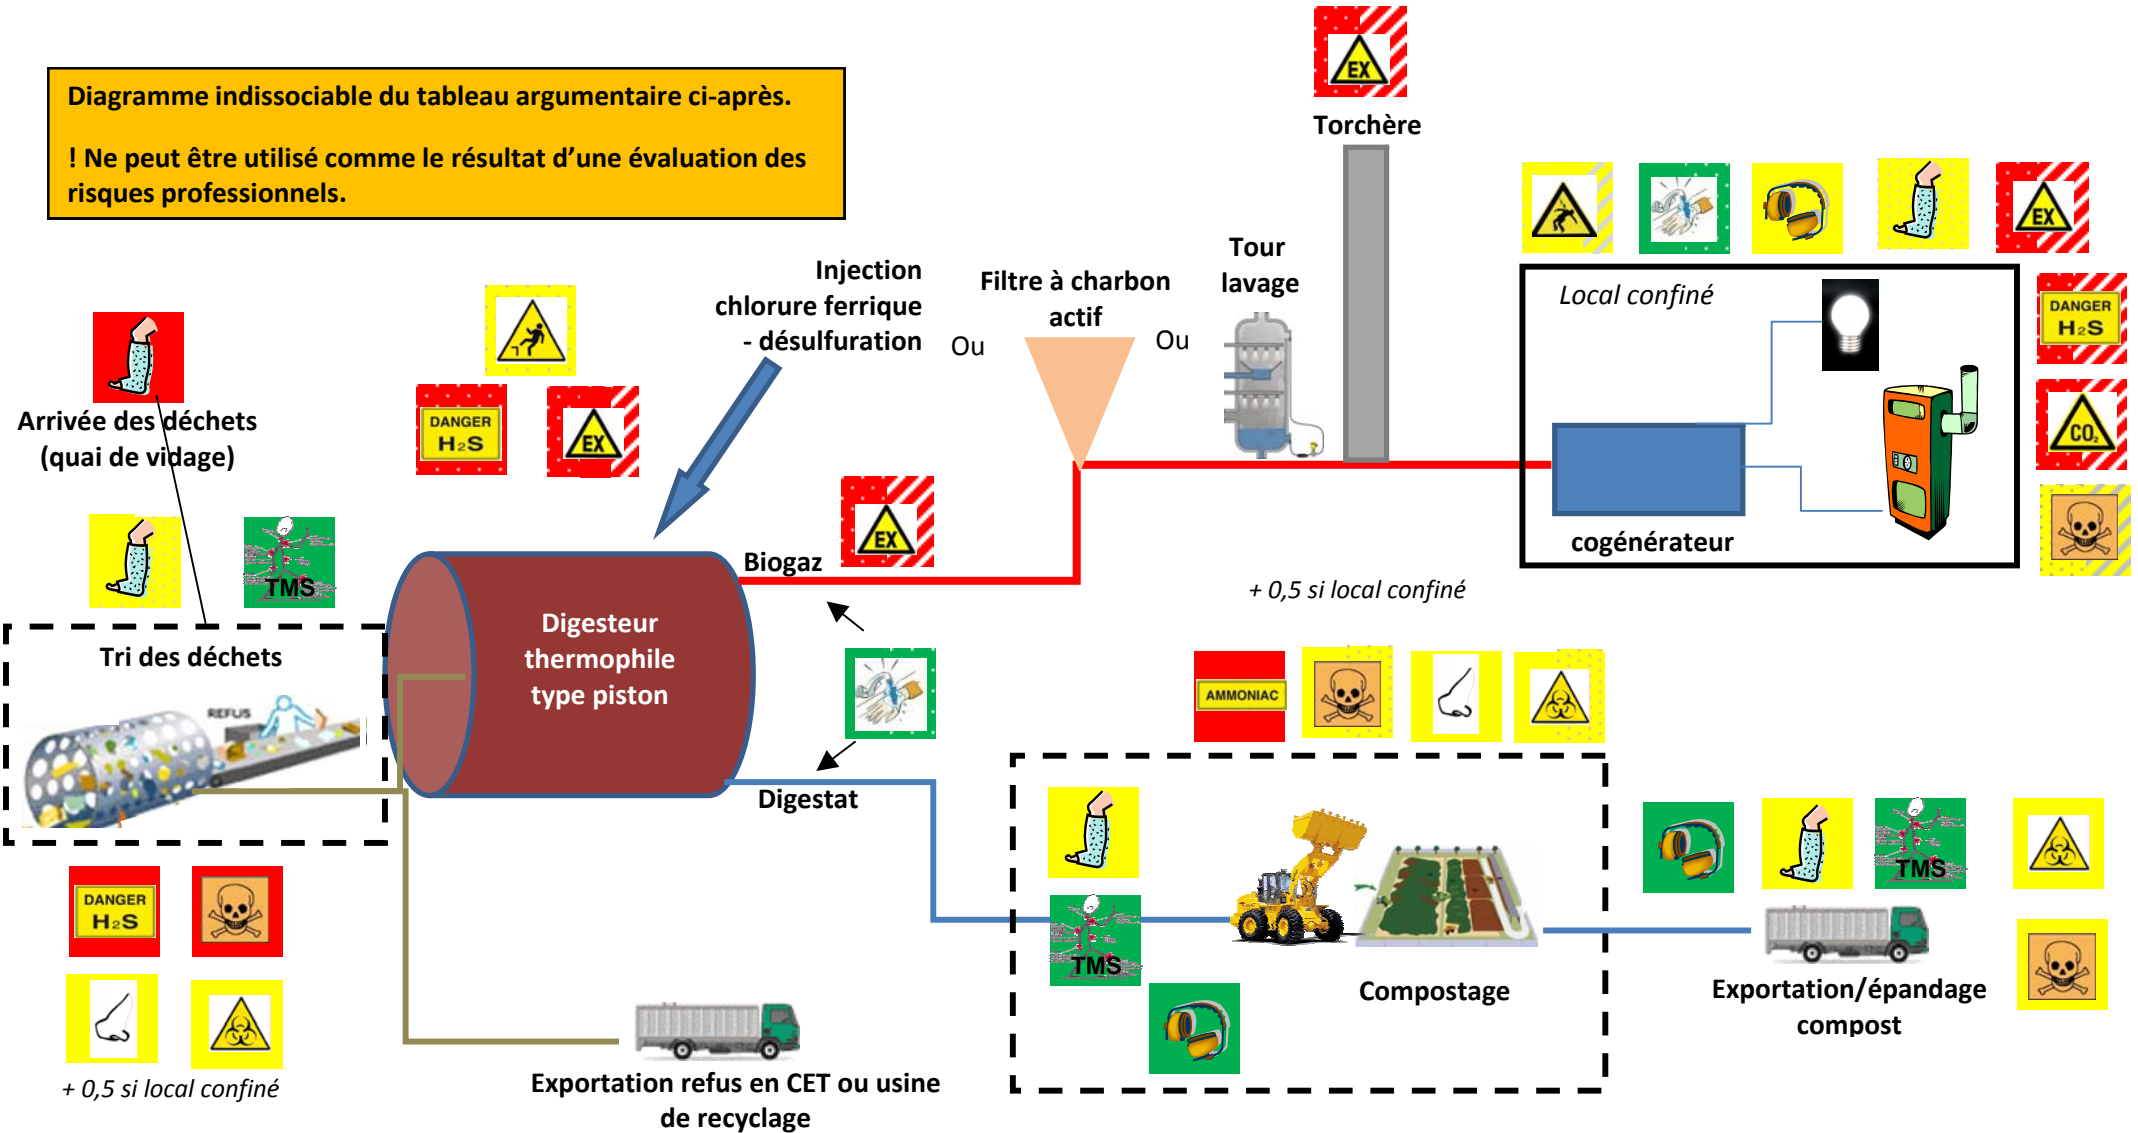 Diagramme indissociable du tableau argumentaire ci-après.
! Ne peut être utilisé comme le résultat d’une évaluation des
risques professionnels.
EX
Torchère
Injection
chlorure ferrique
- désulfuration
Ou
Filtre à charbon
actif
Ou
Tour
lavage
EX
Local confiné
DANGER
H₂S
CO₂
cogénérateur
+ 0,5 si local confiné
Arrivée des déchets
(quai de vidage)
DANGER
H₂S
EX
TMS
Tri des déchets
REFUS
Digesteur
thermophile
type piston
Biogaz
EX
Digestat
AMMONIAC
DANGER
H₂S
+ 0,5 si local confiné
Exportation refus en CET ou usine
de recyclage
TMS
Compostage
TMS
Exportation/épandage
compost